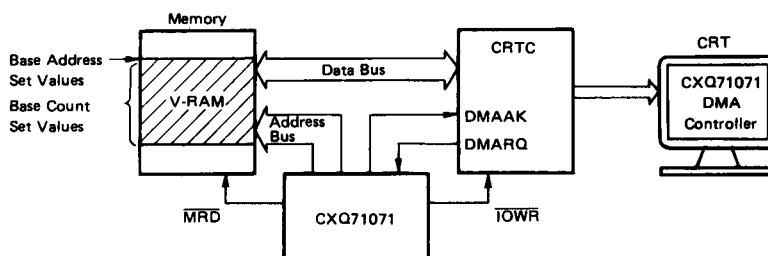 Memory
Base Address
Set Values
Base Count
Set Values
V-RAM
Data Bus
Address
Bus
CRTC
DMAAK
DMARQ
CRT
CXQ71071
DMA
Controller
MRD
CXQ71071
IOWR